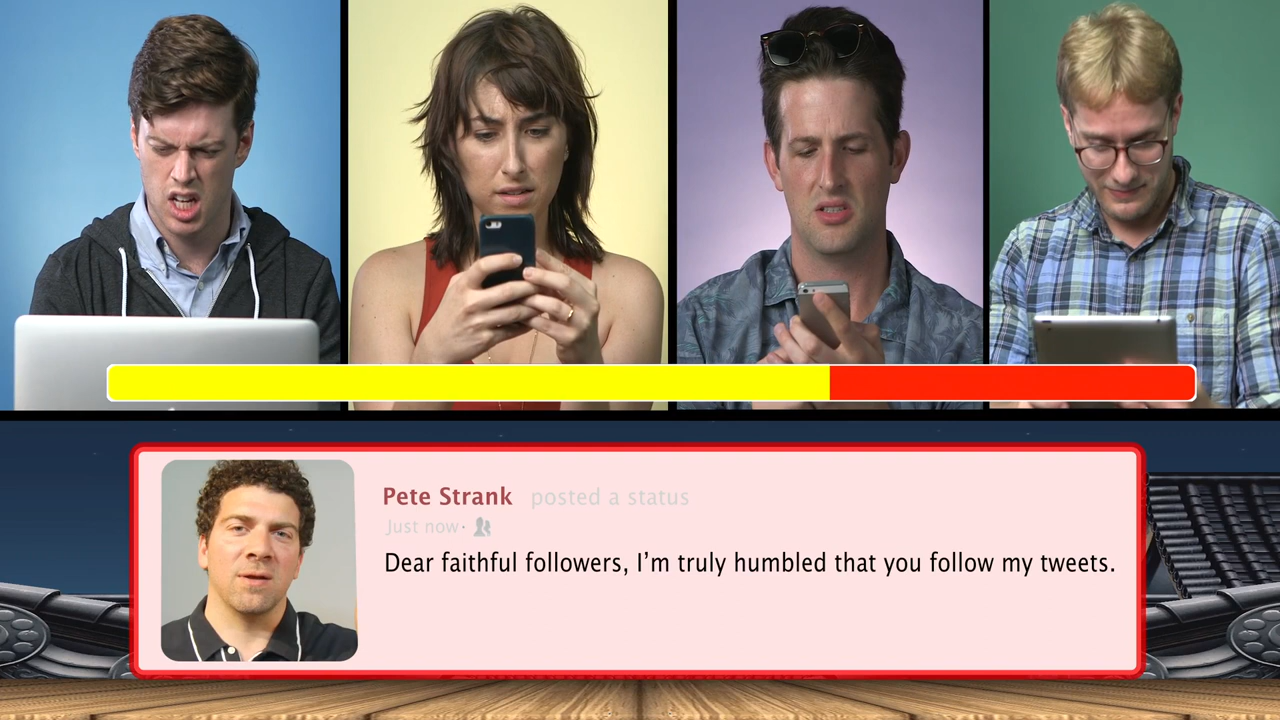 Pete Strank posted a status
Just now·
Dear faithful followers, I'm truly humbled that you follow my tweets.